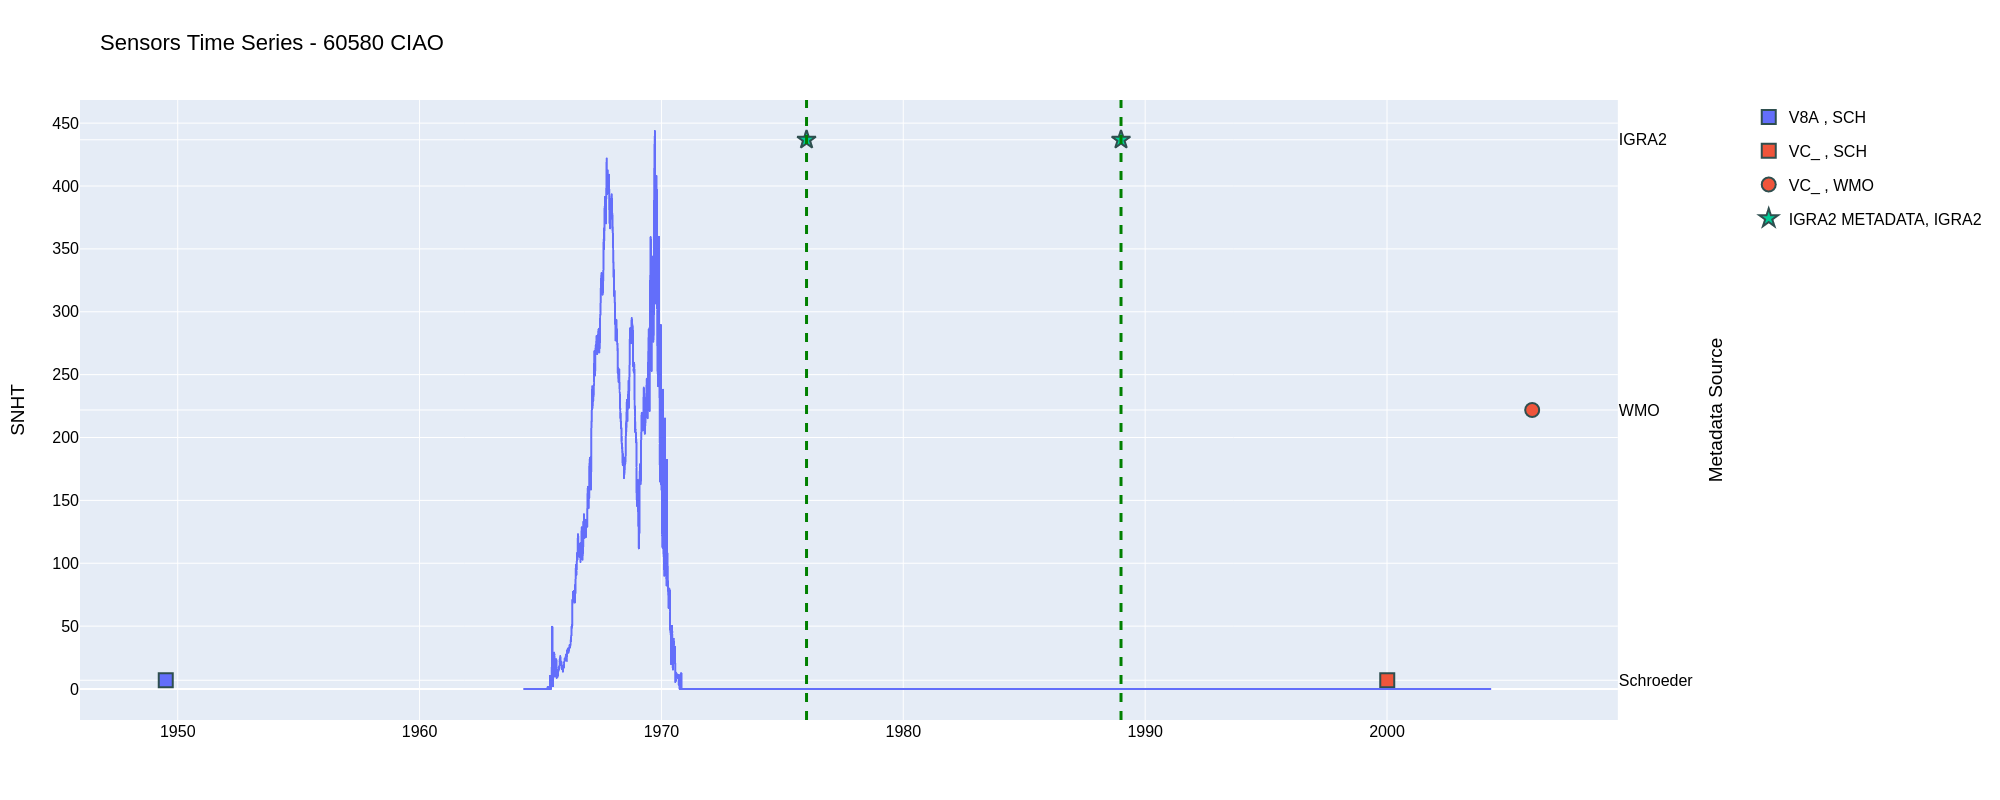 Sensors Time Series - 60580 CIAO
SNHT
450
400
350
300
250
200
150
100
50
0
1950
1960
1970
1980
1990
2000
IGRA2
WMO
Schroeder
Metadata Source
V8A , SCH
VC_ , SCH
VC_ , WMO
IGRA2 METADATA, IGRA2